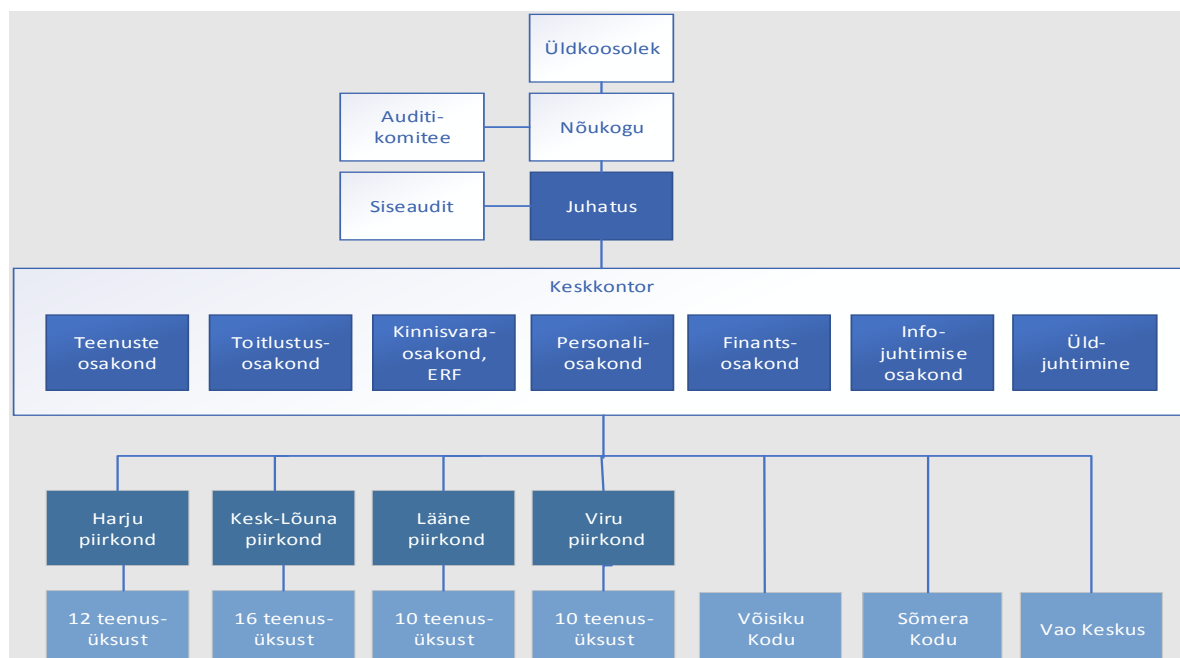 Üldkoosolek
Auditi-
komitee
Nõukogu
Siseaudit
Juhatus
Keskkontor
Teenuste
osakond
Toitlustus-
osakond
Kinnisvara-
osakond,
ERF
Personali-
osakond
Finants-
osakond
Info-
juhtimise
osakond
Üld-
juhtimine
Harju
piirkond
Kesk-Lõuna
piirkond
Lääne
piirkond
Viru
piirkond
12 teenus-
üksust
16 teenus-
üksust
10 teenus-
üksust
10 teenus-
üksust
Võisiku
Kodu
Sõmera
Kodu
Vao Keskus